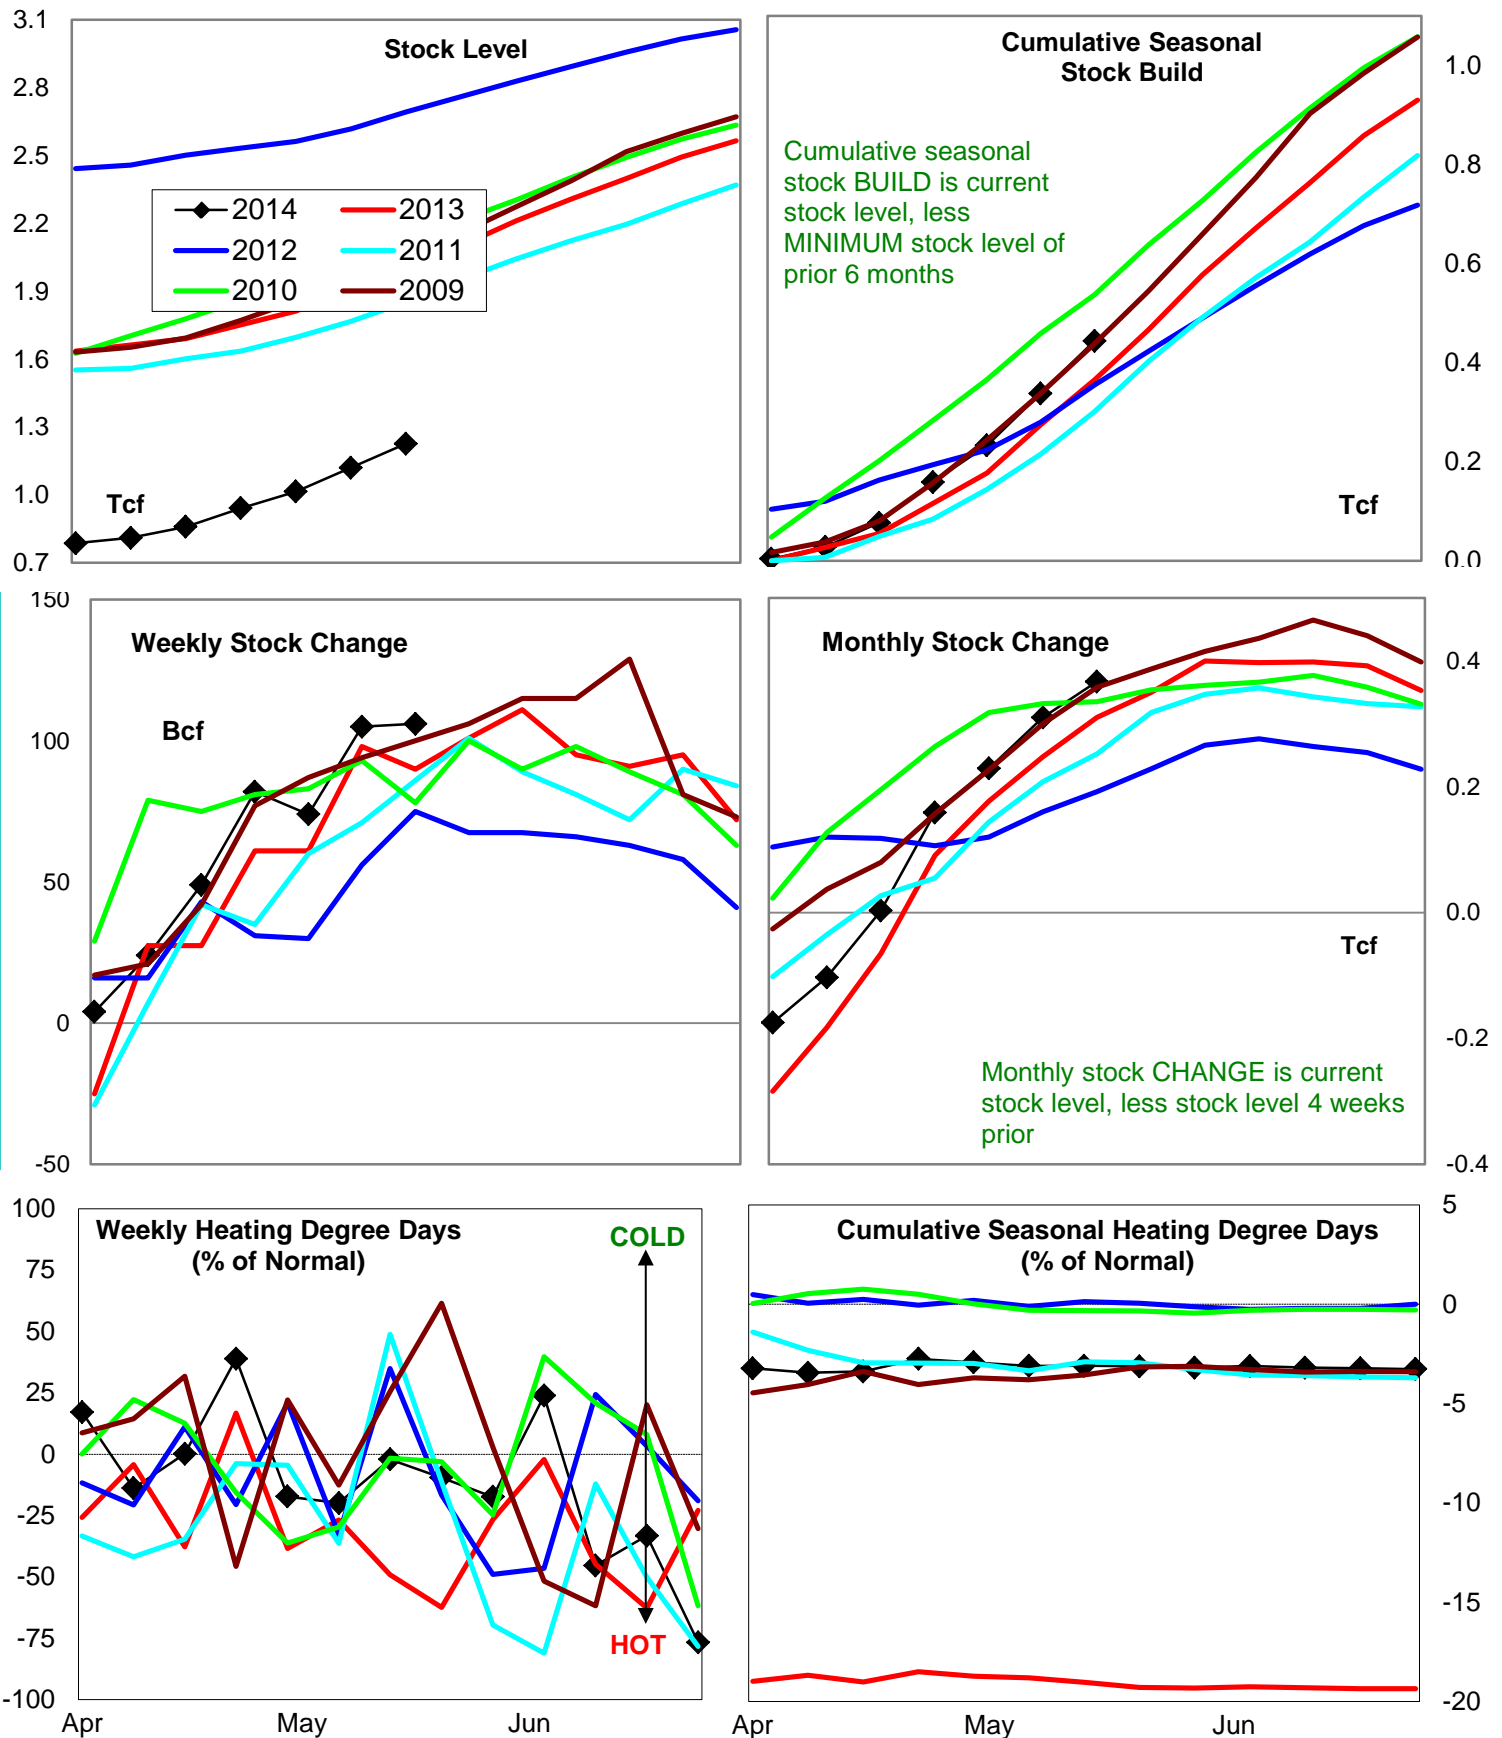 3.1
2.8
2.5
2.2
1.9
1.6
1.3
1.0
0.7
Stock Level
2014 2013
2012 2011
2010 2009
Tcf
Cumulative Seasonal
Stock Build
Cumulative seasonal
stock BUILD is current
stock level, less
MINIMUM stock level of
prior 6 months
Tcf
1.0
0.8
0.6
0.4
0.2
0.0
150
100
50
0
-50
Weekly Stock Change
Bcf
Monthly Stock Change
Tcf
Monthly stock CHANGE is current
stock level, less stock level 4 weeks
prior
0.4
0.2
0.0
-0.2
-0.4
100
75
50
25
0
-25
-50
-75
-100
Weekly Heating Degree Days
(% of Normal)
COLD
HOT
Apr May Jun
Cumulative Seasonal Heating Degree Days
(% of Normal)
5
0
-5
-10
-15
-20
Apr May Jun